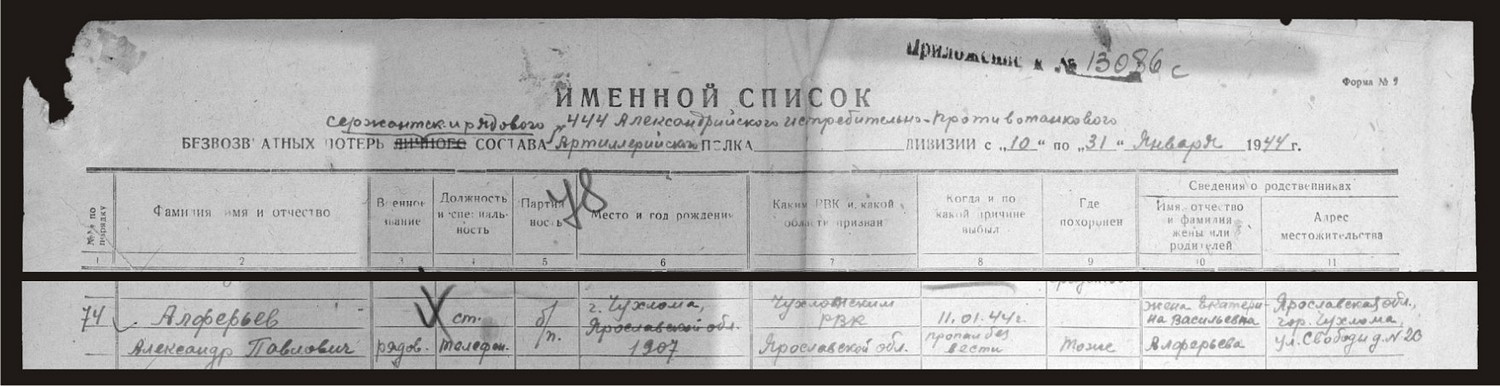 Приложение к № 13086 с
Форма № 9
ИМЕННОЙ СПИСОК
сержантск. и рядового 444 Александрийского истребительно-противотанкового
БЕЗВОЗВРАТНЫХ ПОТЕРЬ ЛИЧНОГО СОСТАВА Артиллерийского ПОЛКА ДИВИЗИИ с „10“ по „31“ Января 1944 г.
78
№№ по порядку
Фамилия имя и отчество
Военное звание
Должность и специальность
Партийность
Место и год рождения
Каким РВК и какой области призван
Когда и по какой причине выбыл
Где похоронен
Сведения о родственниках
Имя, отчество и фамилия жены или родителей
Адрес местожительства
1 2 3 4 5 6 7 8 9 10 11
74 Алферьев ст. б/ г. Чухлома, Чухломским жена Екатери- Ярославская обл.,
Ярославской обл. РВК 11.01.44г. на Васильевна гор. Чухлома,
Александр Павлович рядов. телефон. п. 1907 Ярославской обл. пропал без вести тоже Алферьева ул. Свободы д. N 20